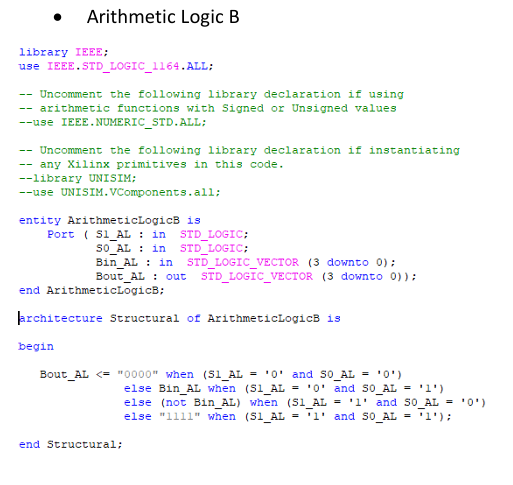 • Arithmetic Logic B
library IEEE;
use IEEE.STD_LOGIC_1164.ALL;
-- Uncomment the following library declaration if using
-- arithmetic functions with Signed or Unsigned values
--use IEEE.NUMERIC_STD.ALL;
-- Uncomment the following library declaration if instantiating
-- any Xilinx primitives in this code.
--library UNISIM;
--use UNISIM.VComponents.all;
entity ArithmeticLogicB is
Port ( S1_AL : in STD_LOGIC;
S0_AL : in STD_LOGIC;
Bin_AL : in STD_LOGIC_VECTOR (3 downto 0);
Bout_AL : out STD_LOGIC_VECTOR (3 downto 0));
end ArithmeticLogicB;
architecture Structural of ArithmeticLogicB is
begin
Bout_AL <= "0000" when (S1_AL = '0' and S0_AL = '0')
else Bin_AL when (S1_AL = '0' and S0_AL = '1')
else (not Bin_AL) when (S1_AL = '1' and S0_AL = '0')
else "1111" when (S1_AL = '1' and S0_AL = '1');
end Structural;